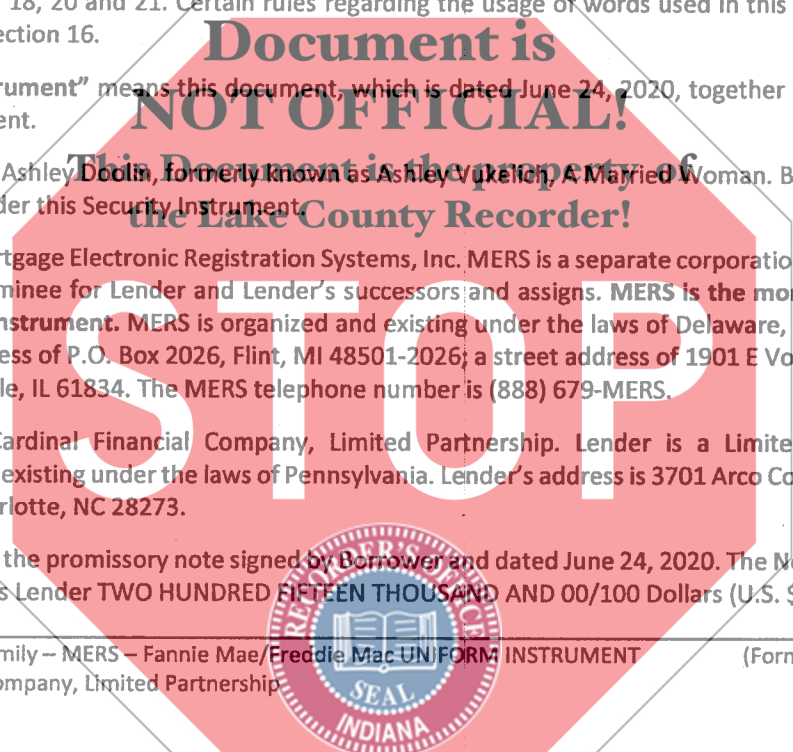 18, 20 and 21. Certain rules regarding the usage of words used in this
ection 16.
Document is
rument” means this document, which is dated June 24, 2020, together
NOT OFFICIAL!
ent.
This Document is the property of
Ashley Doolin, formerly known as Ashley Vukelich, A Married Woman. B
der this Security Instrument.
the Lake County Recorder!
rtgage Electronic Registration Systems, Inc. MERS is a separate corporatio
minee for Lender and Lender’s successors and assigns. MERS is the mor
nstrument. MERS is organized and existing under the laws of Delaware,
ess of P.O. Box 2026, Flint, MI 48501-2026; a street address of 1901 E Vo
le, IL 61834. The MERS telephone number is (888) 679-MERS.
STOP
Cardinal Financial Company, Limited Partnership. Lender is a Limite
existing under the laws of Pennsylvania. Lender’s address is 3701 Arco Co
rlotte, NC 28273.
the promissory note signed by Borrower and dated June 24, 2020. The No
s Lender TWO HUNDRED FIFTEEN THOUSAND AND 00/100 Dollars (U.S. $
RECORDER'S OFFICE
mily – MERS – Fannie Mae/Freddie Mac UNIFORM INSTRUMENT (Form
ompany, Limited Partnership
SEAL
INDIANA